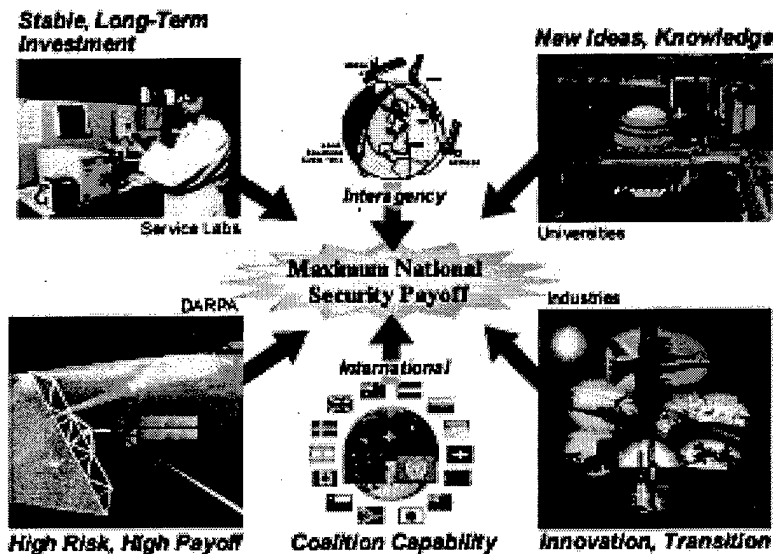 Stable, Long-Term
Investment
New Ideas, Knowledge
Interagency
Service Labs
Universities
Maximum National
Security Payoff
DARPA
Industries
International
High Risk, High Payoff
Coalition Capability
Innovation, Transition